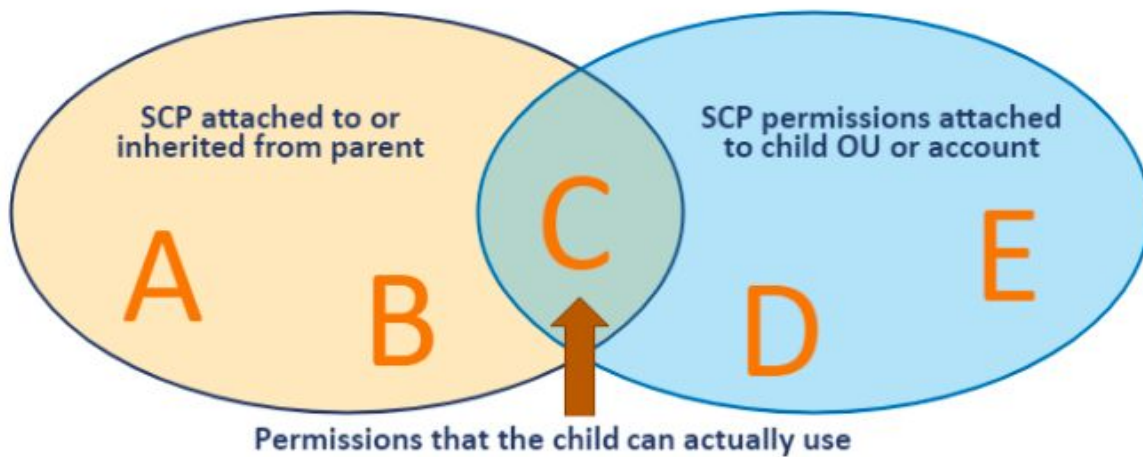 SCP attached to or
inherited from parent
SCP permissions attached
to child OU or account
A
B
C
D
E
Permissions that the child can actually use